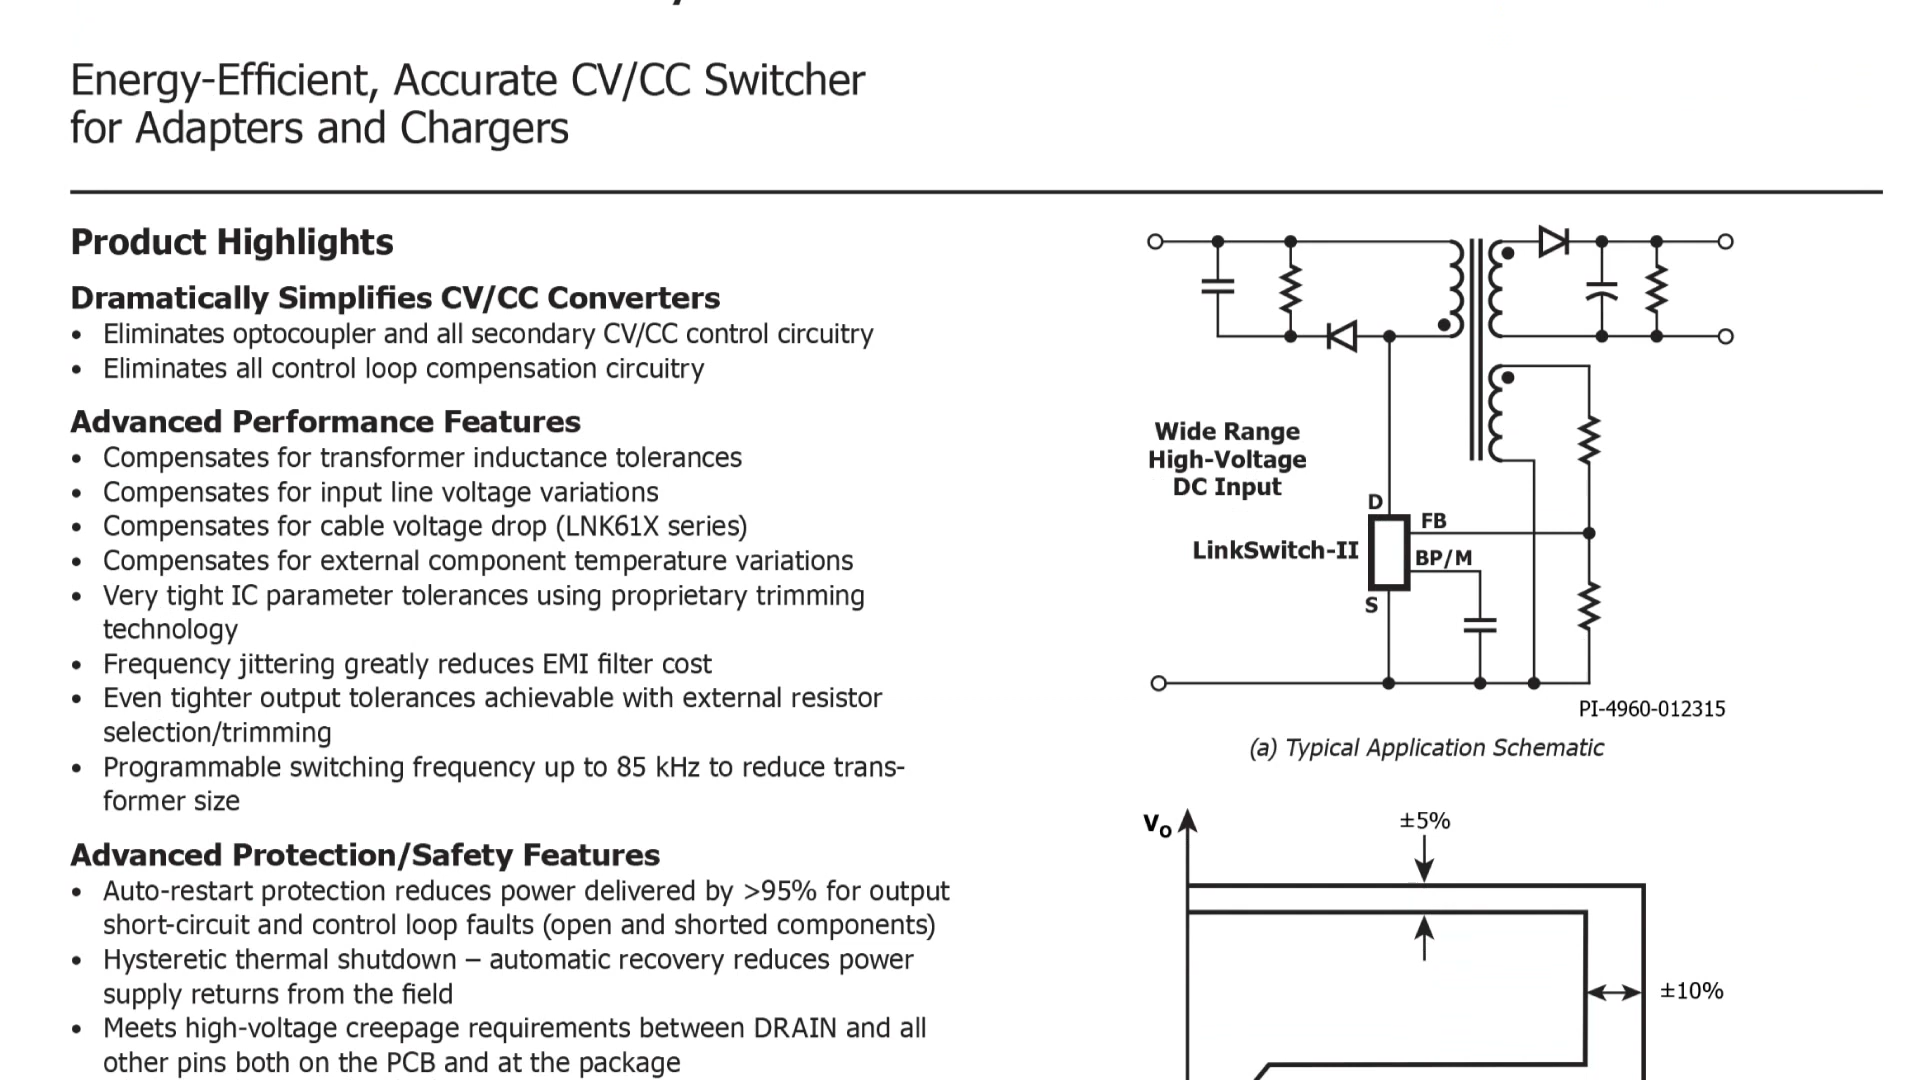 Energy-Efficient, Accurate CV/CC Switcher
for Adapters and Chargers
Product Highlights
Dramatically Simplifies CV/CC Converters
• Eliminates optocoupler and all secondary CV/CC control circuitry
• Eliminates all control loop compensation circuitry
Advanced Performance Features
• Compensates for transformer inductance tolerances
• Compensates for input line voltage variations
• Compensates for cable voltage drop (LNK61X series)
• Compensates for external component temperature variations
• Very tight IC parameter tolerances using proprietary trimming
technology
• Frequency jittering greatly reduces EMI filter cost
• Even tighter output tolerances achievable with external resistor
selection/trimming
• Programmable switching frequency up to 85 kHz to reduce trans-
former size
Advanced Protection/Safety Features
• Auto-restart protection reduces power delivered by >95% for output
short-circuit and control loop faults (open and shorted components)
• Hysteretic thermal shutdown – automatic recovery reduces power
supply returns from the field
• Meets high-voltage creepage requirements between DRAIN and all
other pins both on the PCB and at the package
Wide Range
High-Voltage
DC Input
D
FB
LinkSwitch-II
BP/M
S
PI-4960-012315
(a) Typical Application Schematic
VO
±5%
±10%